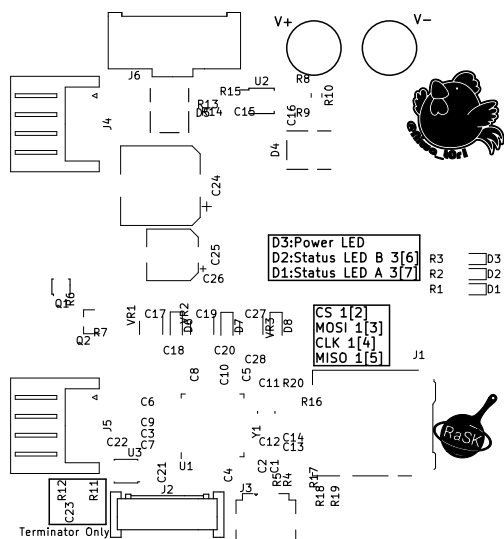 V+
V-
J6
R8
U2
R15
R10
R13
R14
C15
C16
R9
J4
D4
C24
C25
C26
D3:Power LED
D2:Status LED B 3[6]
D1:Status LED A 3[7]
R3
D3
R2
D2
R1
D1
Q1
R6
Q2
R7
VR1
C17
VR2
D6
C19
D7
C27
VR3
D8
CS 1[2]
MOSI 1[3]
CLK 1[4]
MISO 1[5]
C18
C20
C28
J1
C8
C10
C5
C11
R20
C6
R16
J5
C9
C3
C7
C22
U3
U1
Y1
C12
C14
C13
RaSK
C21
C4
C2
C1
R5
R4
R17
R12
R11
C23
J2
J3
R18
R19
Terminator Only